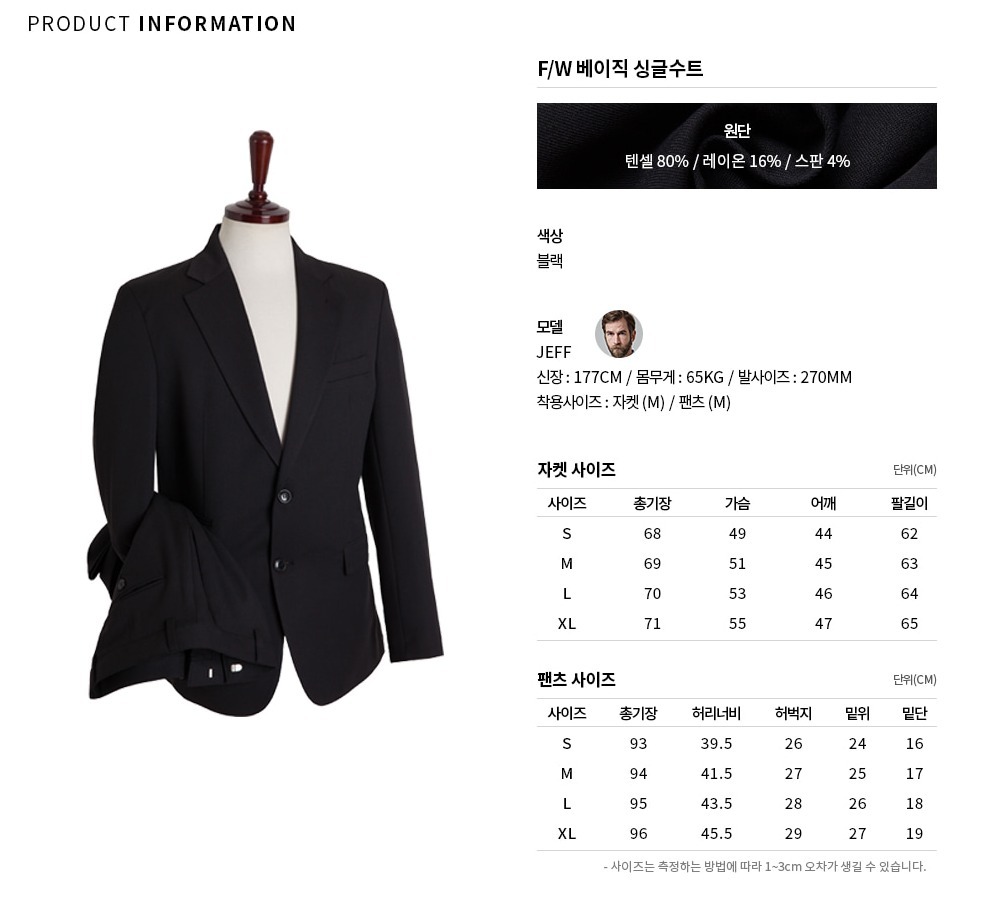 PRODUCT INFORMATION
F/W 베이직 싱글수트
원단
텐셀 80% / 레이온 16% / 스판 4%
색상
블랙
모델
JEFF
신장 : 177CM / 몸무게 : 65KG / 발사이즈 : 270MM
착용사이즈 : 자켓 (M) / 팬츠 (M)
자켓 사이즈 단위(CM)
사이즈 총기장 가슴 어깨 팔길이
S 68 49 44 62
M 69 51 45 63
L 70 53 46 64
XL 71 55 47 65
팬츠 사이즈 단위(CM)
사이즈 총기장 허리너비 허벅지 밑위 밑단
S 93 39.5 26 24 16
M 94 41.5 27 25 17
L 95 43.5 28 26 18
XL 96 45.5 29 27 19
- 사이즈는 측정하는 방법에 따라 1~3cm 오차가 생길 수 있습니다.